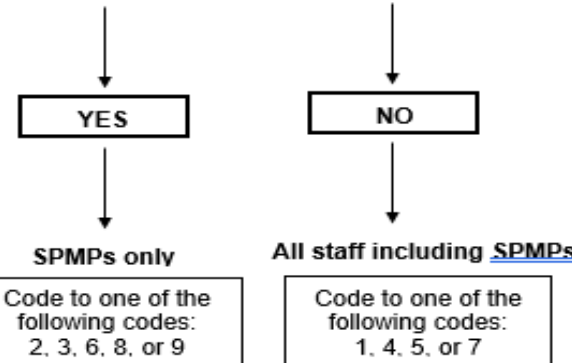 YES
NO
SPMPs only
All staff including SPMPs
Code to one of the
following codes:
2, 3, 6, 8, or 9
Code to one of the
following codes:
1, 4, 5, or 7